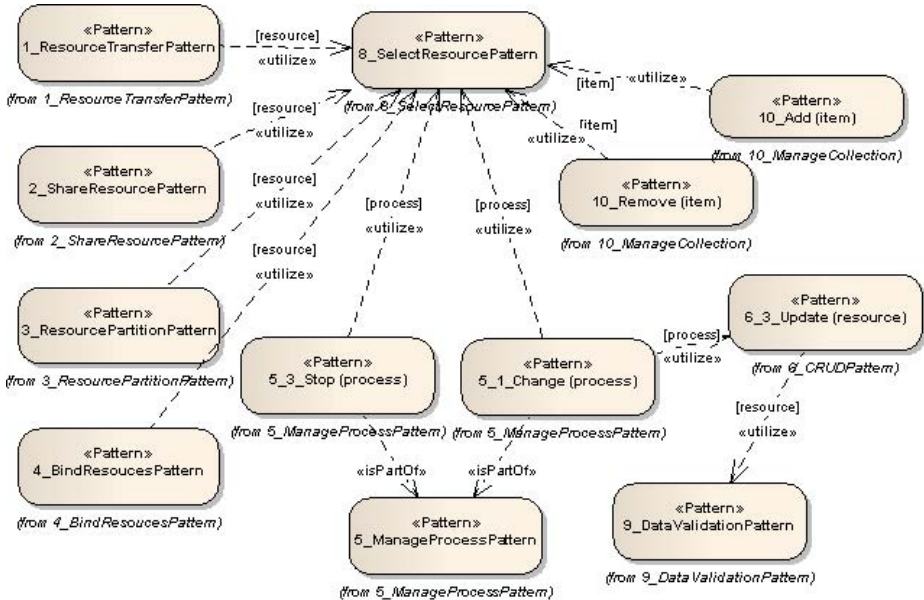 «Pattern»
1_ResourceTransferPattern
(from 1_ResourceTransferPattern)
[resource]
«utilize»
«Pattern»
8_SelectResourcePattern
(from 8_SelectResourcePattern)
«utilize»
[item]
«Pattern»
10_Add (item)
(from 10_ManageCollection)
[resource]
«utilize»
[item]
«utilize»
«Pattern»
2_ShareResourcePattern
(from 2_ShareResourcePattern)
«Pattern»
10_Remove (item)
(from 10_ManageCollection)
[resource]
«utilize»
[process]
«utilize»
[process]
«utilize»
[resource]
«utilize»
«Pattern»
3_ResourcePartitionPattern
(from 3_ResourcePartitionPattern)
«Pattern»
5_3_Stop (process)
(from 5_ManageProcessPattern)
«Pattern»
5_1_Change (process)
(from 5_ManageProcessPattern)
[process]
«utilize»
«Pattern»
6_3_Update (resource)
(from 6_CRUDPattern)
[resource]
«utilize»
«Pattern»
4_BindResoucesPattern
(from 4_BindResoucesPattern)
«isPartOf»
«isPartOf»
«Pattern»
5_ManageProcessPattern
(from 5_ManageProcessPattern)
«Pattern»
9_DataValidationPattern
(from 9_DataValidationPattern)